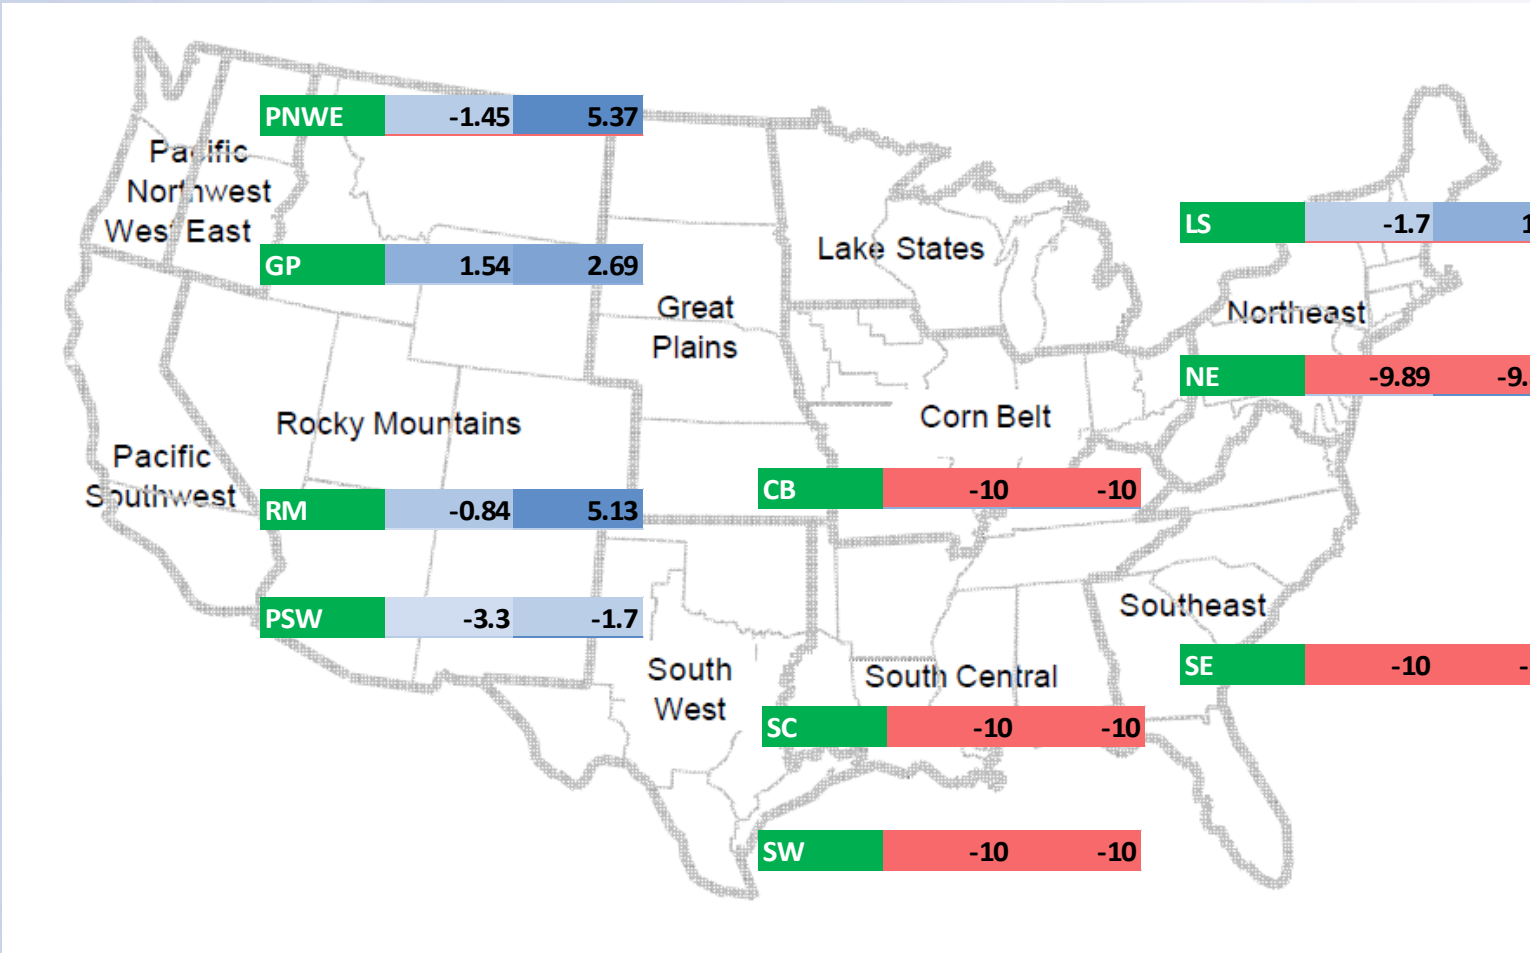 PNWE -1.45 5.37
Pacific
Northwest
West East
LS -1.7
Lake States
GP 1.54 2.69
Great
Plains
Northeast
NE -9.89
Rocky Mountains
Corn Belt
Pacific
Southwest
CB -10 -10
RM -0.84 5.13
PSW -3.3 -1.7
Southeast
South
West
South Central
SE -10
SC -10 -10
SW -10 -10